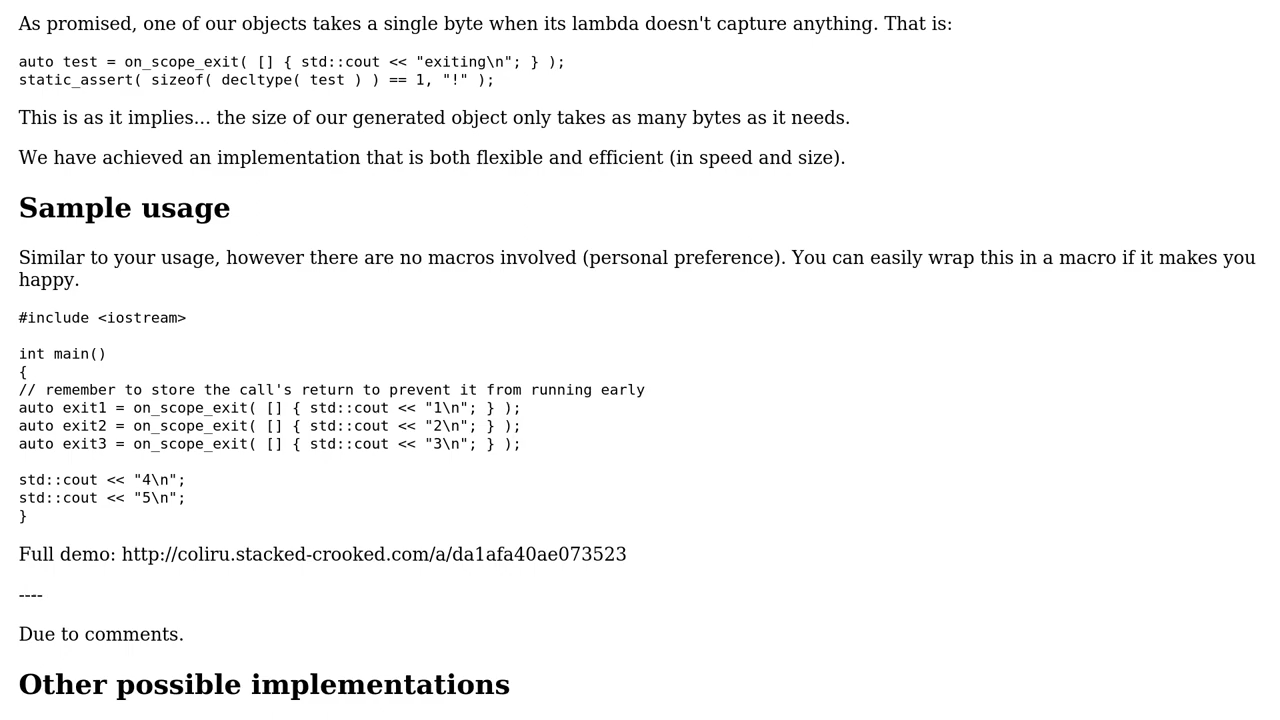 As promised, one of our objects takes a single byte when its lambda doesn't capture anything. That is:
auto test = on_scope_exit( [] { std::cout << "exiting\n"; } );
static_assert( sizeof( decltype( test ) ) == 1, "!" );
This is as it implies... the size of our generated object only takes as many bytes as it needs.
We have achieved an implementation that is both flexible and efficient (in speed and size).
Sample usage
Similar to your usage, however there are no macros involved (personal preference). You can easily wrap this in a macro if it makes you
happy.
#include <iostream>
int main()
{
// remember to store the call's return to prevent it from running early
auto exit1 = on_scope_exit( [] { std::cout << "1\n"; } );
auto exit2 = on_scope_exit( [] { std::cout << "2\n"; } );
auto exit3 = on_scope_exit( [] { std::cout << "3\n"; } );
std::cout << "4\n";
std::cout << "5\n";
}
Full demo: http://coliru.stacked-crooked.com/a/da1afa40ae073523
----
Due to comments.
Other possible implementations